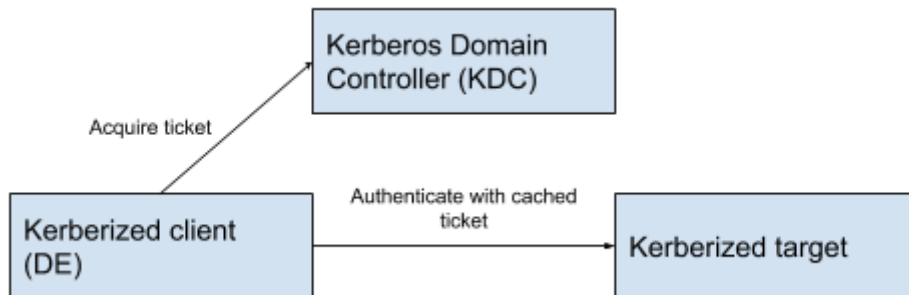 Kerberos Domain
Controller (KDC)
Acquire ticket
Authenticate with cached
ticket
Kerberized client
(DE)
Kerberized target